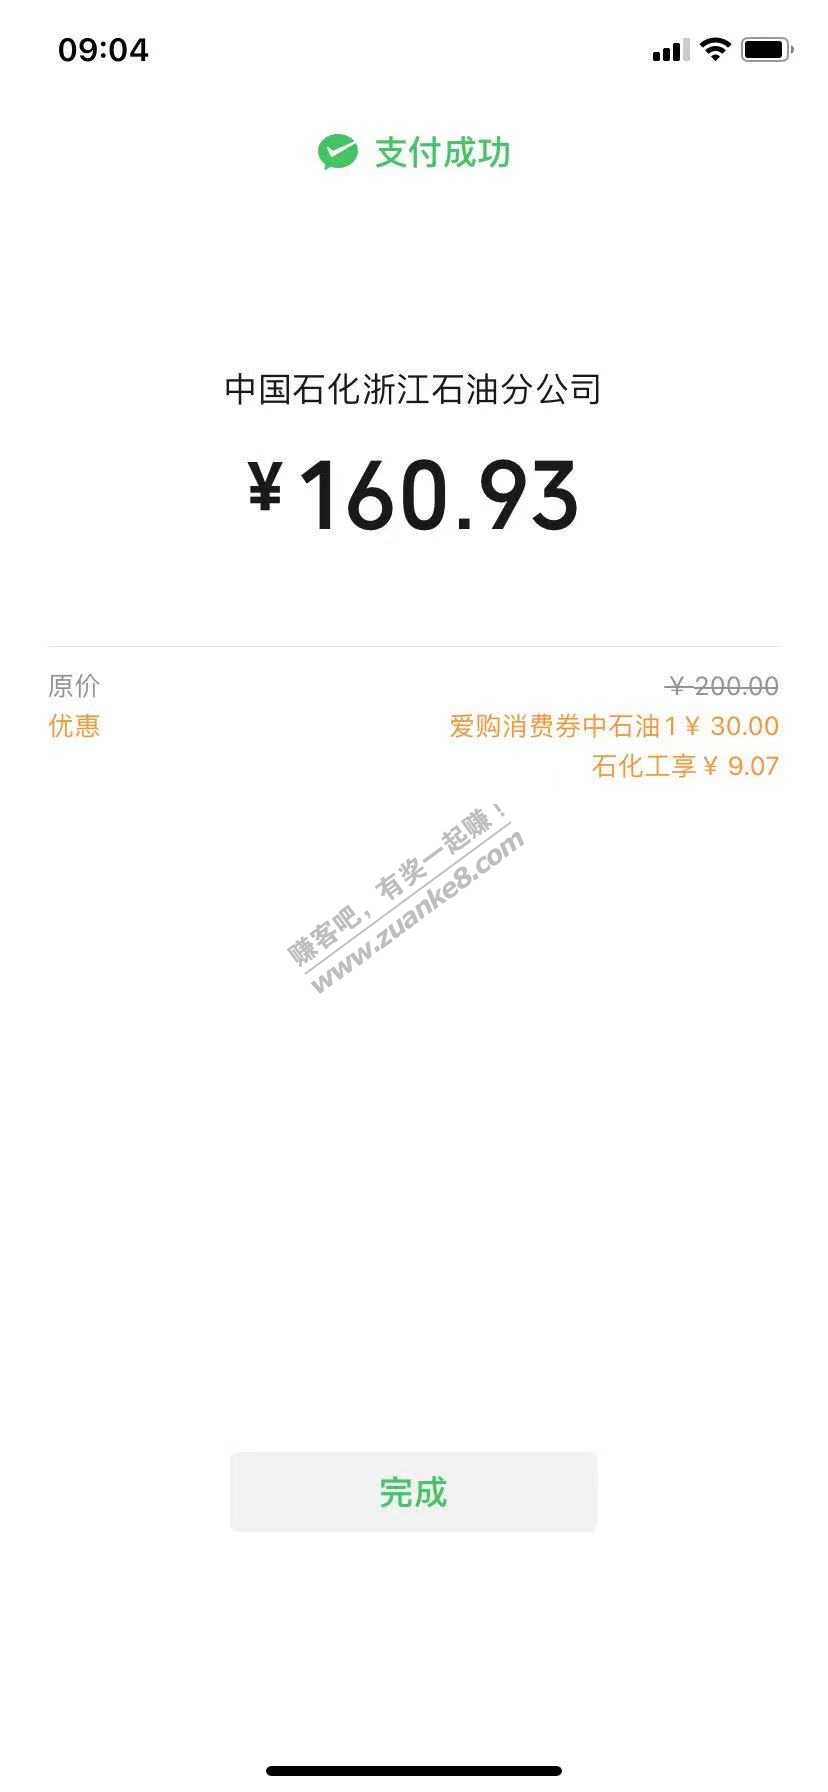 09:04
支付成功
中国石化浙江石油分公司
¥160.93
原价 ¥ 200.00
优惠 爱购消费券中石油1 ¥ 30.00
石化工享 ¥ 9.07
赚客吧，有奖一起赚！
www.zuanke8.com
完成